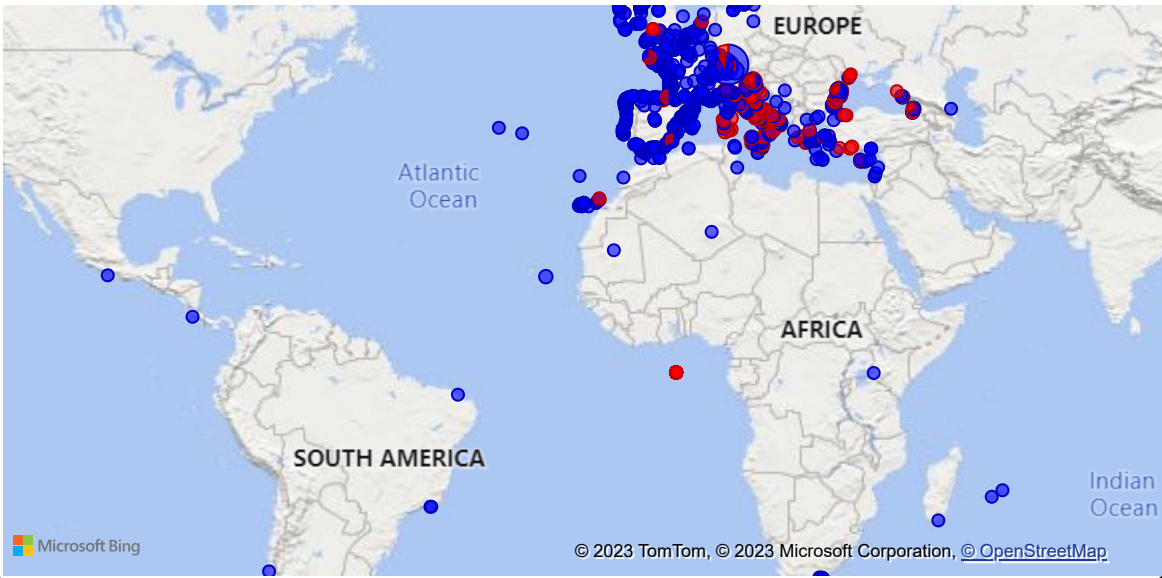 EUROPE
Atlantic
Ocean
AFRICA
SOUTH AMERICA
Indian
Ocean
Microsoft Bing
© 2023 TomTom, © 2023 Microsoft Corporation, © OpenStreetMap